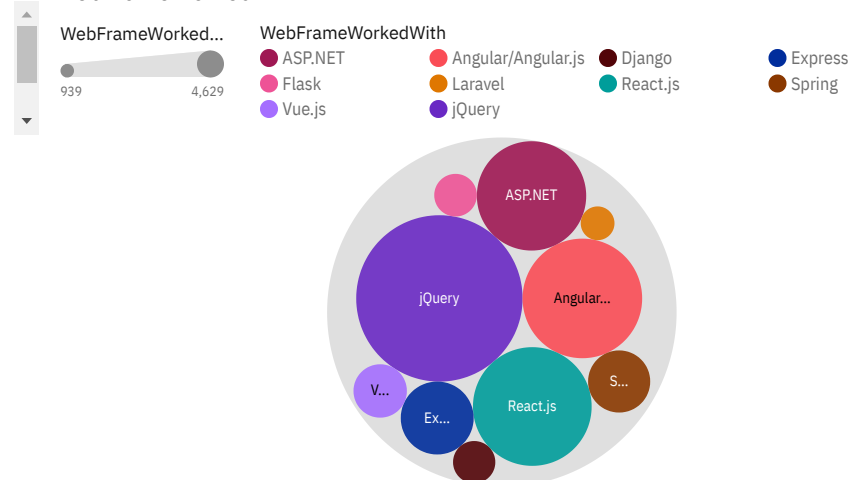 WebFrameWorked...
939
4,629
WebFrameWorkedWith
ASP.NET
Angular/Angular.js
Django
Express
Flask
Laravel
React.js
Spring
Vue.js
jQuery
ASP.NET
jQuery
Angular...
S...
V...
React.js
Ex...